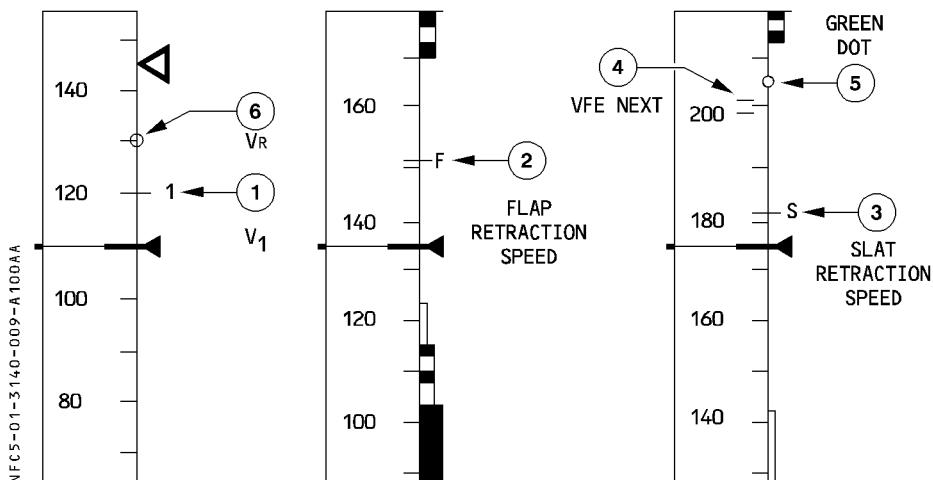 140
120
100
80
6
VR
1
1
V1
NFC5-01-3140-009-A100AA
160
140
120
100
F
2
FLAP
RETRACTION
SPEED
4
VFE NEXT
GREEN
DOT
5
200
180
160
140
S
3
SLAT
RETRACTION
SPEED